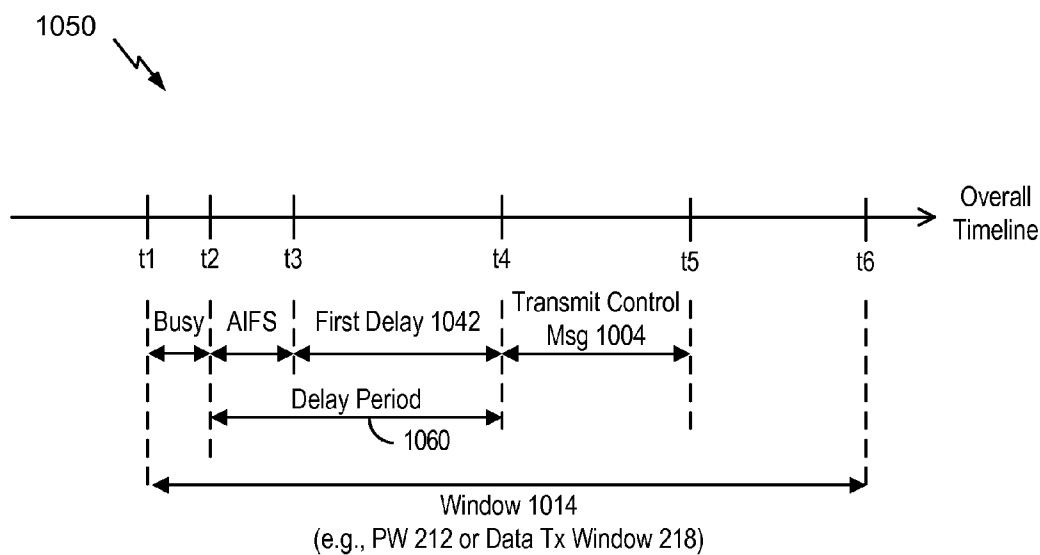 1050
Overall
Timeline
t1 t2 t3 t4 t5 t6
Busy AIFS First Delay 1042 Transmit Control
Msg 1004
Delay Period
1060
Window 1014
(e.g., PW 212 or Data Tx Window 218)